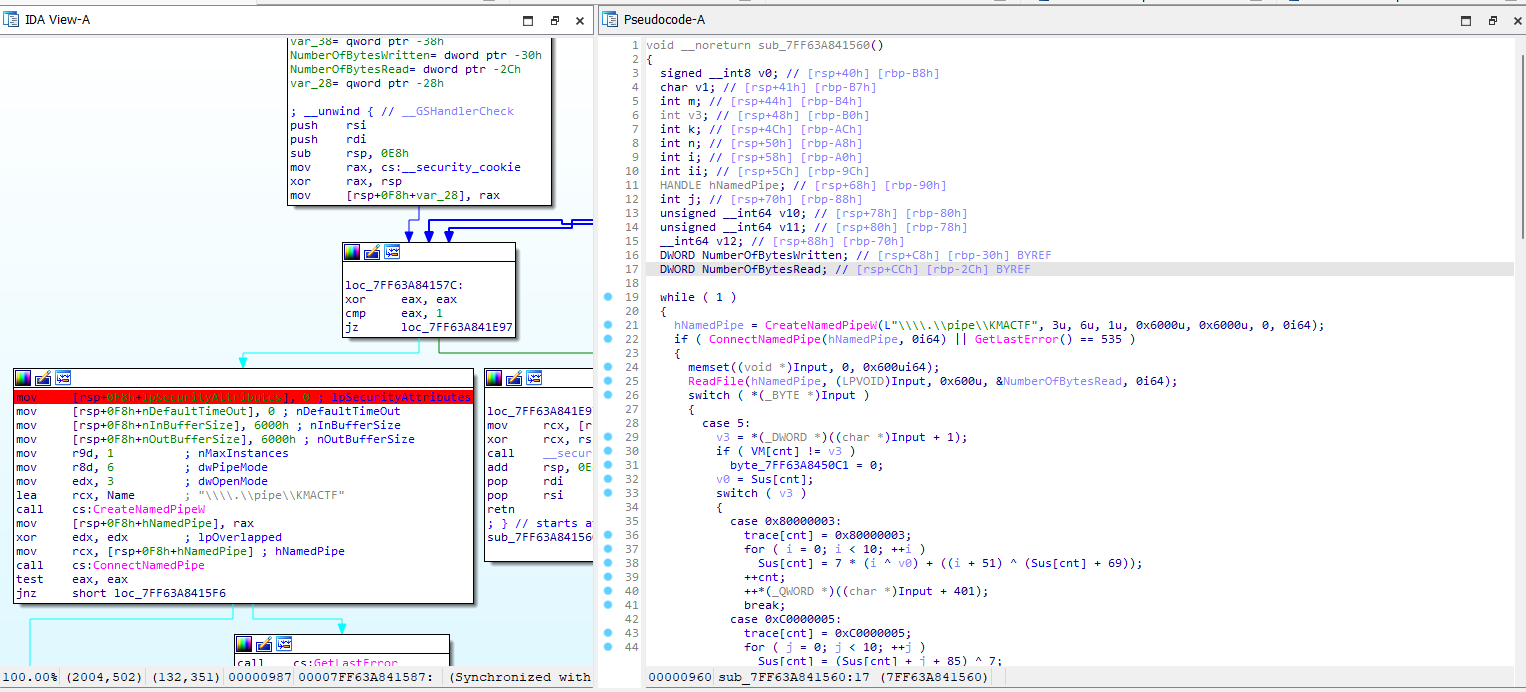 IDA View-A
var_38= qword ptr -38h
NumberOfBytesWritten= dword ptr -30h
NumberOfBytesRead= dword ptr -2Ch
var_28= qword ptr -28h
; __unwind { // __GSHandlerCheck
push rsi
push rdi
sub rsp, 0E8h
mov rax, cs:__security_cookie
xor rax, rsp
mov [rsp+0F8h+var_28], rax
loc_7FF63A84157C:
xor eax, eax
cmp eax, 1
jz loc_7FF63A841E97
mov [rsp+0F8h+lpSecurityAttributes], 0 ; lpSecurityAttributes
mov [rsp+0F8h+nDefaultTimeOut], 0 ; nDefaultTimeOut
mov [rsp+0F8h+nInBufferSize], 6000h ; nInBufferSize
mov [rsp+0F8h+nOutBufferSize], 6000h ; nOutBufferSize
mov r9d, 1 ; nMaxInstances
mov r8d, 6 ; dwPipeMode
mov edx, 3 ; dwOpenMode
lea rcx, Name ; "\\\\.\\pipe\\KMACTF"
call cs:CreateNamedPipeW
mov [rsp+0F8h+hNamedPipe], rax
xor edx, edx ; lpOverlapped
mov rcx, [rsp+0F8h+hNamedPipe] ; hNamedPipe
call cs:ConnectNamedPipe
test eax, eax
jnz short loc_7FF63A8415F6
loc_7FF63A841E9
mov rcx, [r
xor rcx, rs
call __secur
add rsp, 0E
pop rdi
pop rsi
retn
; } // starts a
sub_7FF63A84156
call cs:GetLastError
100.00% (2004,502) (132,351) 00000987 00007FF63A841587: (Synchronized with
Pseudocode-A
1 void __noreturn sub_7FF63A841560()
2 {
3 signed __int8 v0; // [rsp+40h] [rbp-B8h]
4 char v1; // [rsp+41h] [rbp-B7h]
5 int m; // [rsp+44h] [rbp-B4h]
6 int v3; // [rsp+48h] [rbp-B0h]
7 int k; // [rsp+4Ch] [rbp-ACh]
8 int n; // [rsp+50h] [rbp-A8h]
9 int i; // [rsp+58h] [rbp-A0h]
10 int ii; // [rsp+5Ch] [rbp-9Ch]
11 HANDLE hNamedPipe; // [rsp+68h] [rbp-90h]
12 int j; // [rsp+70h] [rbp-88h]
13 unsigned __int64 v10; // [rsp+78h] [rbp-80h]
14 unsigned __int64 v11; // [rsp+80h] [rbp-78h]
15 __int64 v12; // [rsp+88h] [rbp-70h]
16 DWORD NumberOfBytesWritten; // [rsp+C8h] [rbp-30h] BYREF
17 DWORD NumberOfBytesRead; // [rsp+CCh] [rbp-2Ch] BYREF
18
19 while ( 1 )
20 {
21 hNamedPipe = CreateNamedPipeW(L"\\\\.\\pipe\\KMACTF", 3u, 6u, 1u, 0x6000u, 0x6000u, 0, 0i64);
22 if ( ConnectNamedPipe(hNamedPipe, 0i64) || GetLastError() == 535 )
23 {
24 memset((void *)Input, 0, 0x600ui64);
25 ReadFile(hNamedPipe, (LPVOID)Input, 0x600u, &NumberOfBytesRead, 0i64);
26 switch ( *(_BYTE *)Input )
27 {
28 case 5:
29 v3 = *(_DWORD *)((char *)Input + 1);
30 if ( VM[cnt] != v3 )
31 byte_7FF63A8450C1 = 0;
32 v0 = Sus[cnt];
33 switch ( v3 )
34 {
35 case 0x80000003:
36 trace[cnt] = 0x80000003;
37 for ( i = 0; i < 10; ++i )
38 Sus[cnt] = 7 * (i ^ v0) + ((i + 51) ^ (Sus[cnt] + 69));
39 ++cnt;
40 ++*(_QWORD *)((char *)Input + 401);
41 break;
42 case 0xC0000005:
43 trace[cnt] = 0xC0000005;
44 for ( j = 0; j < 10; ++j )
Sus[cnt] = (Sus[cnt] + j + 85) ^ 7;
00000960 sub_7FF63A841560:17 (7FF63A841560)